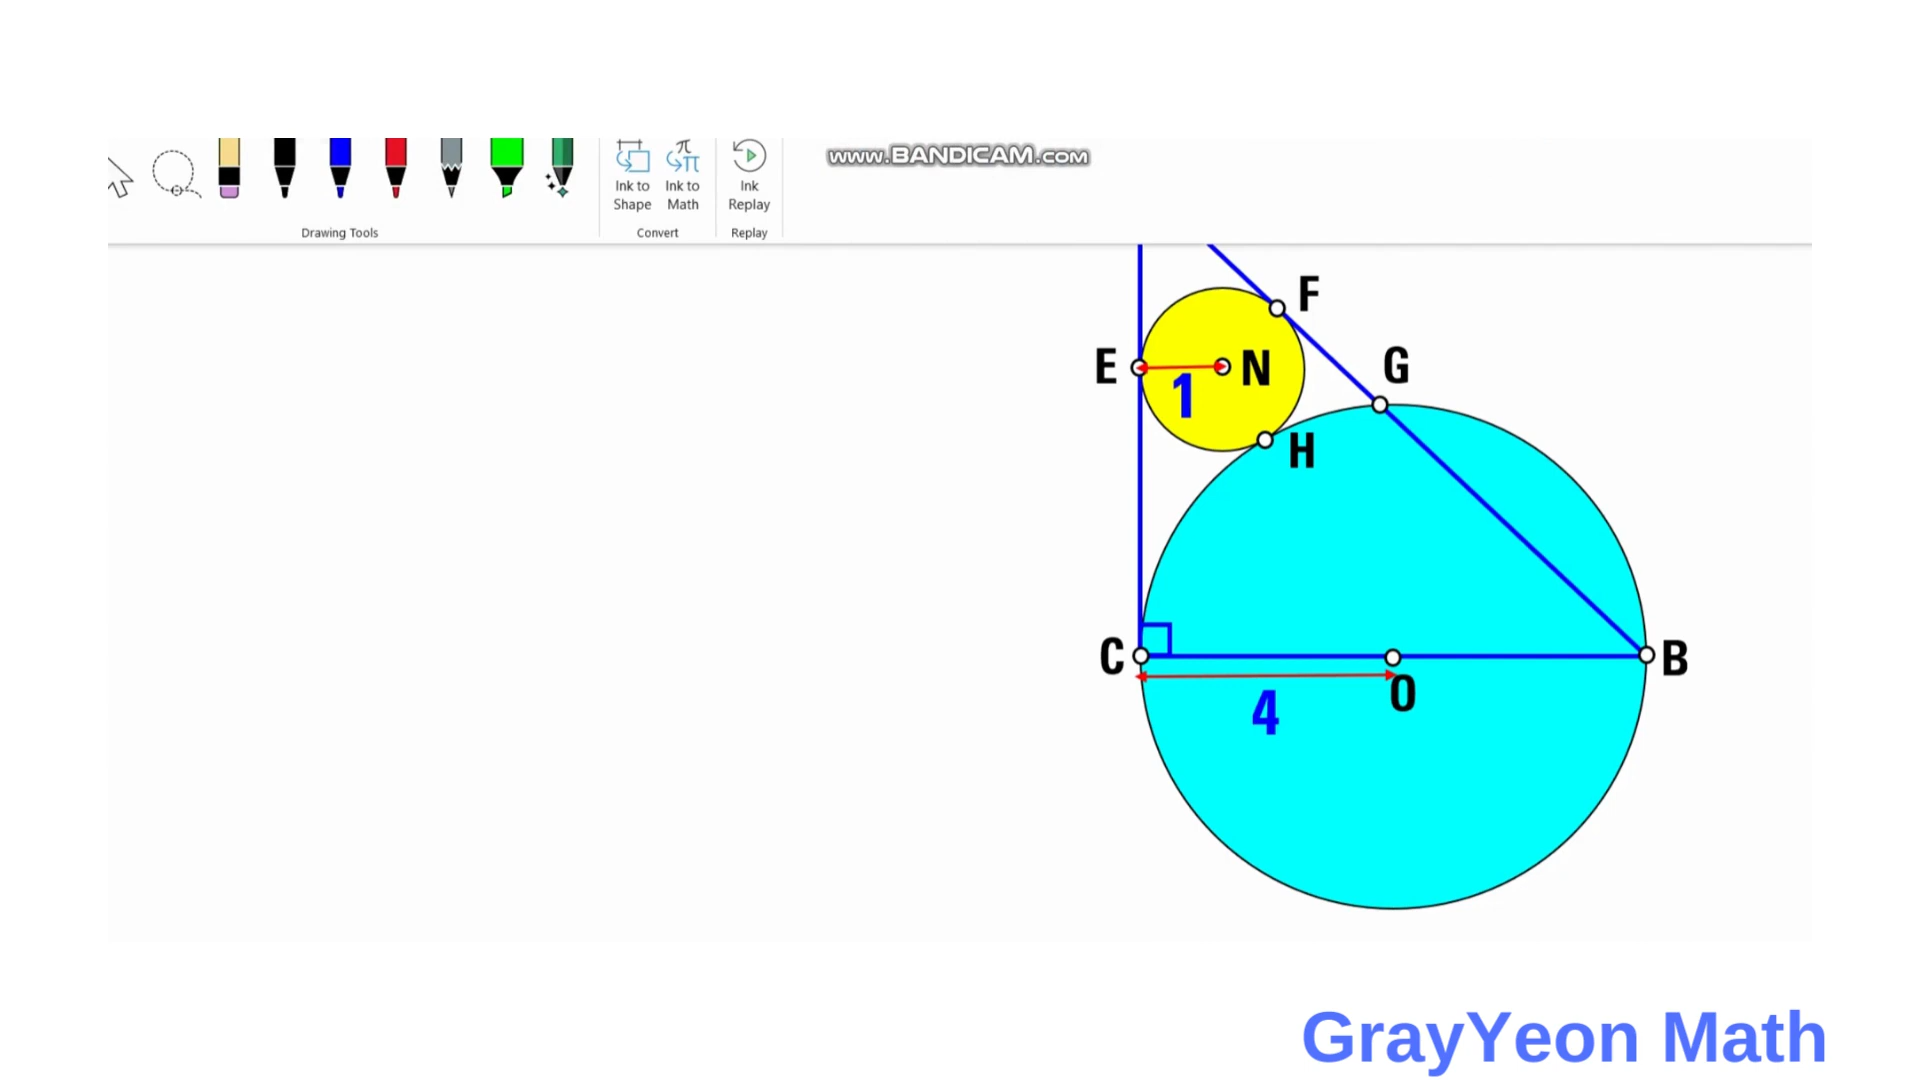 www.BANDICAM.com
π
π
Ink to Shape
Ink to Math
Ink Replay
Drawing Tools
Convert
Replay
F
E
N
G
1
H
C
B
O
4
GrayYeon Math